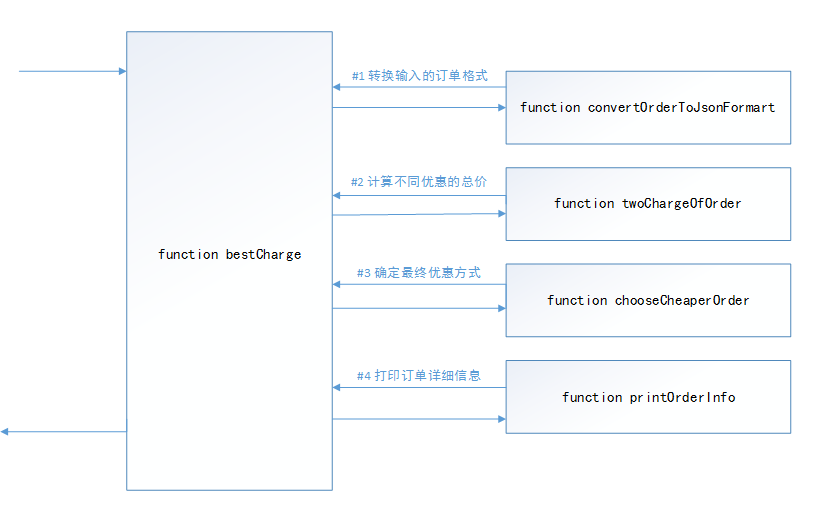 #1 转换输入的订单格式
function convertOrderToJsonFormart
#2 计算不同优惠的总价
function twoChargeOfOrder
function bestCharge
#3 确定最终优惠方式
function chooseCheaperOrder
#4 打印订单详细信息
function printOrderInfo